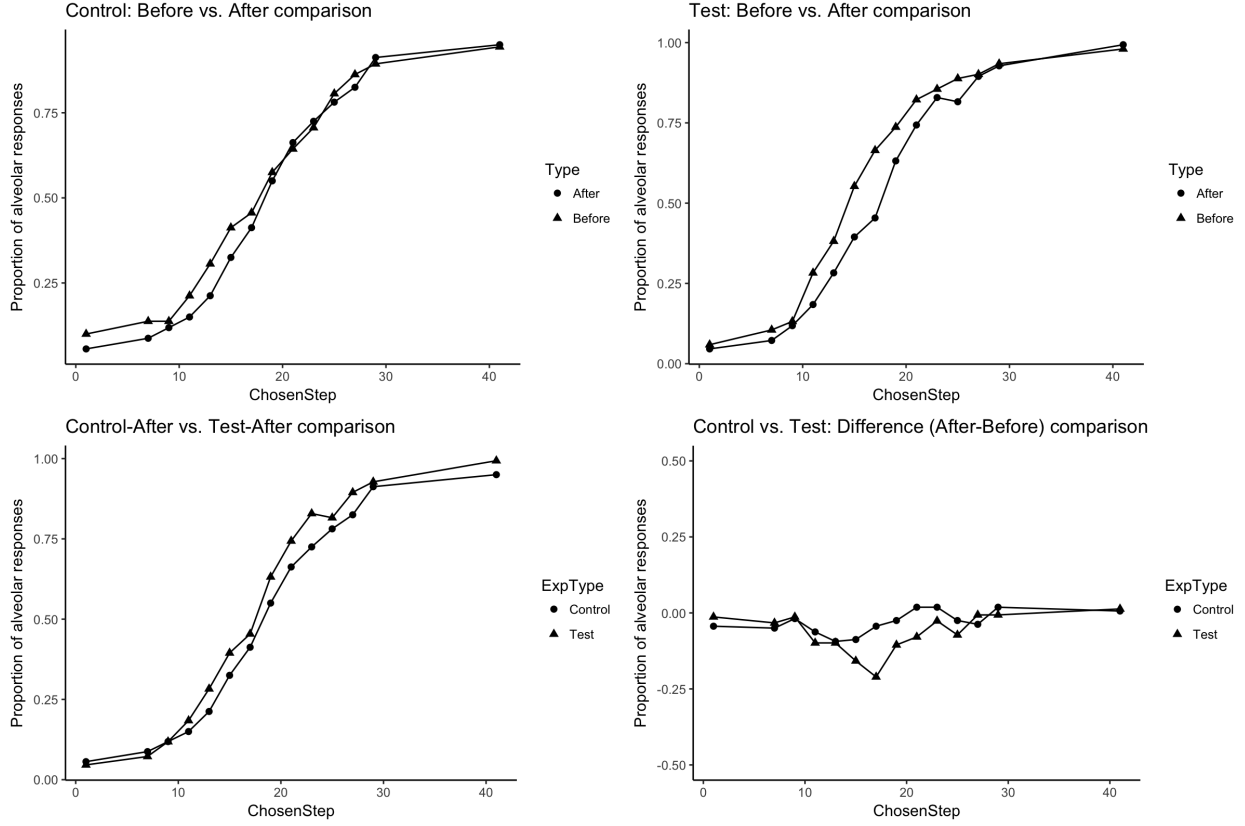 Control: Before vs. After comparison
Proportion of alveolar responses
0.75
0.50
0.25
0 10 20 30 40
ChosenStep
Type
After
Before
Test: Before vs. After comparison
Proportion of alveolar responses
1.00
0.75
0.50
0.25
0.00
0 10 20 30 40
ChosenStep
Type
After
Before
Control-After vs. Test-After comparison
Proportion of alveolar responses
1.00
0.75
0.50
0.25
0.00
0 10 20 30 40
ChosenStep
ExpType
Control
Test
Control vs. Test: Difference (After-Before) comparison
Proportion of alveolar responses
0.50
0.25
0.00
-0.25
-0.50
0 10 20 30 40
ChosenStep
ExpType
Control
Test